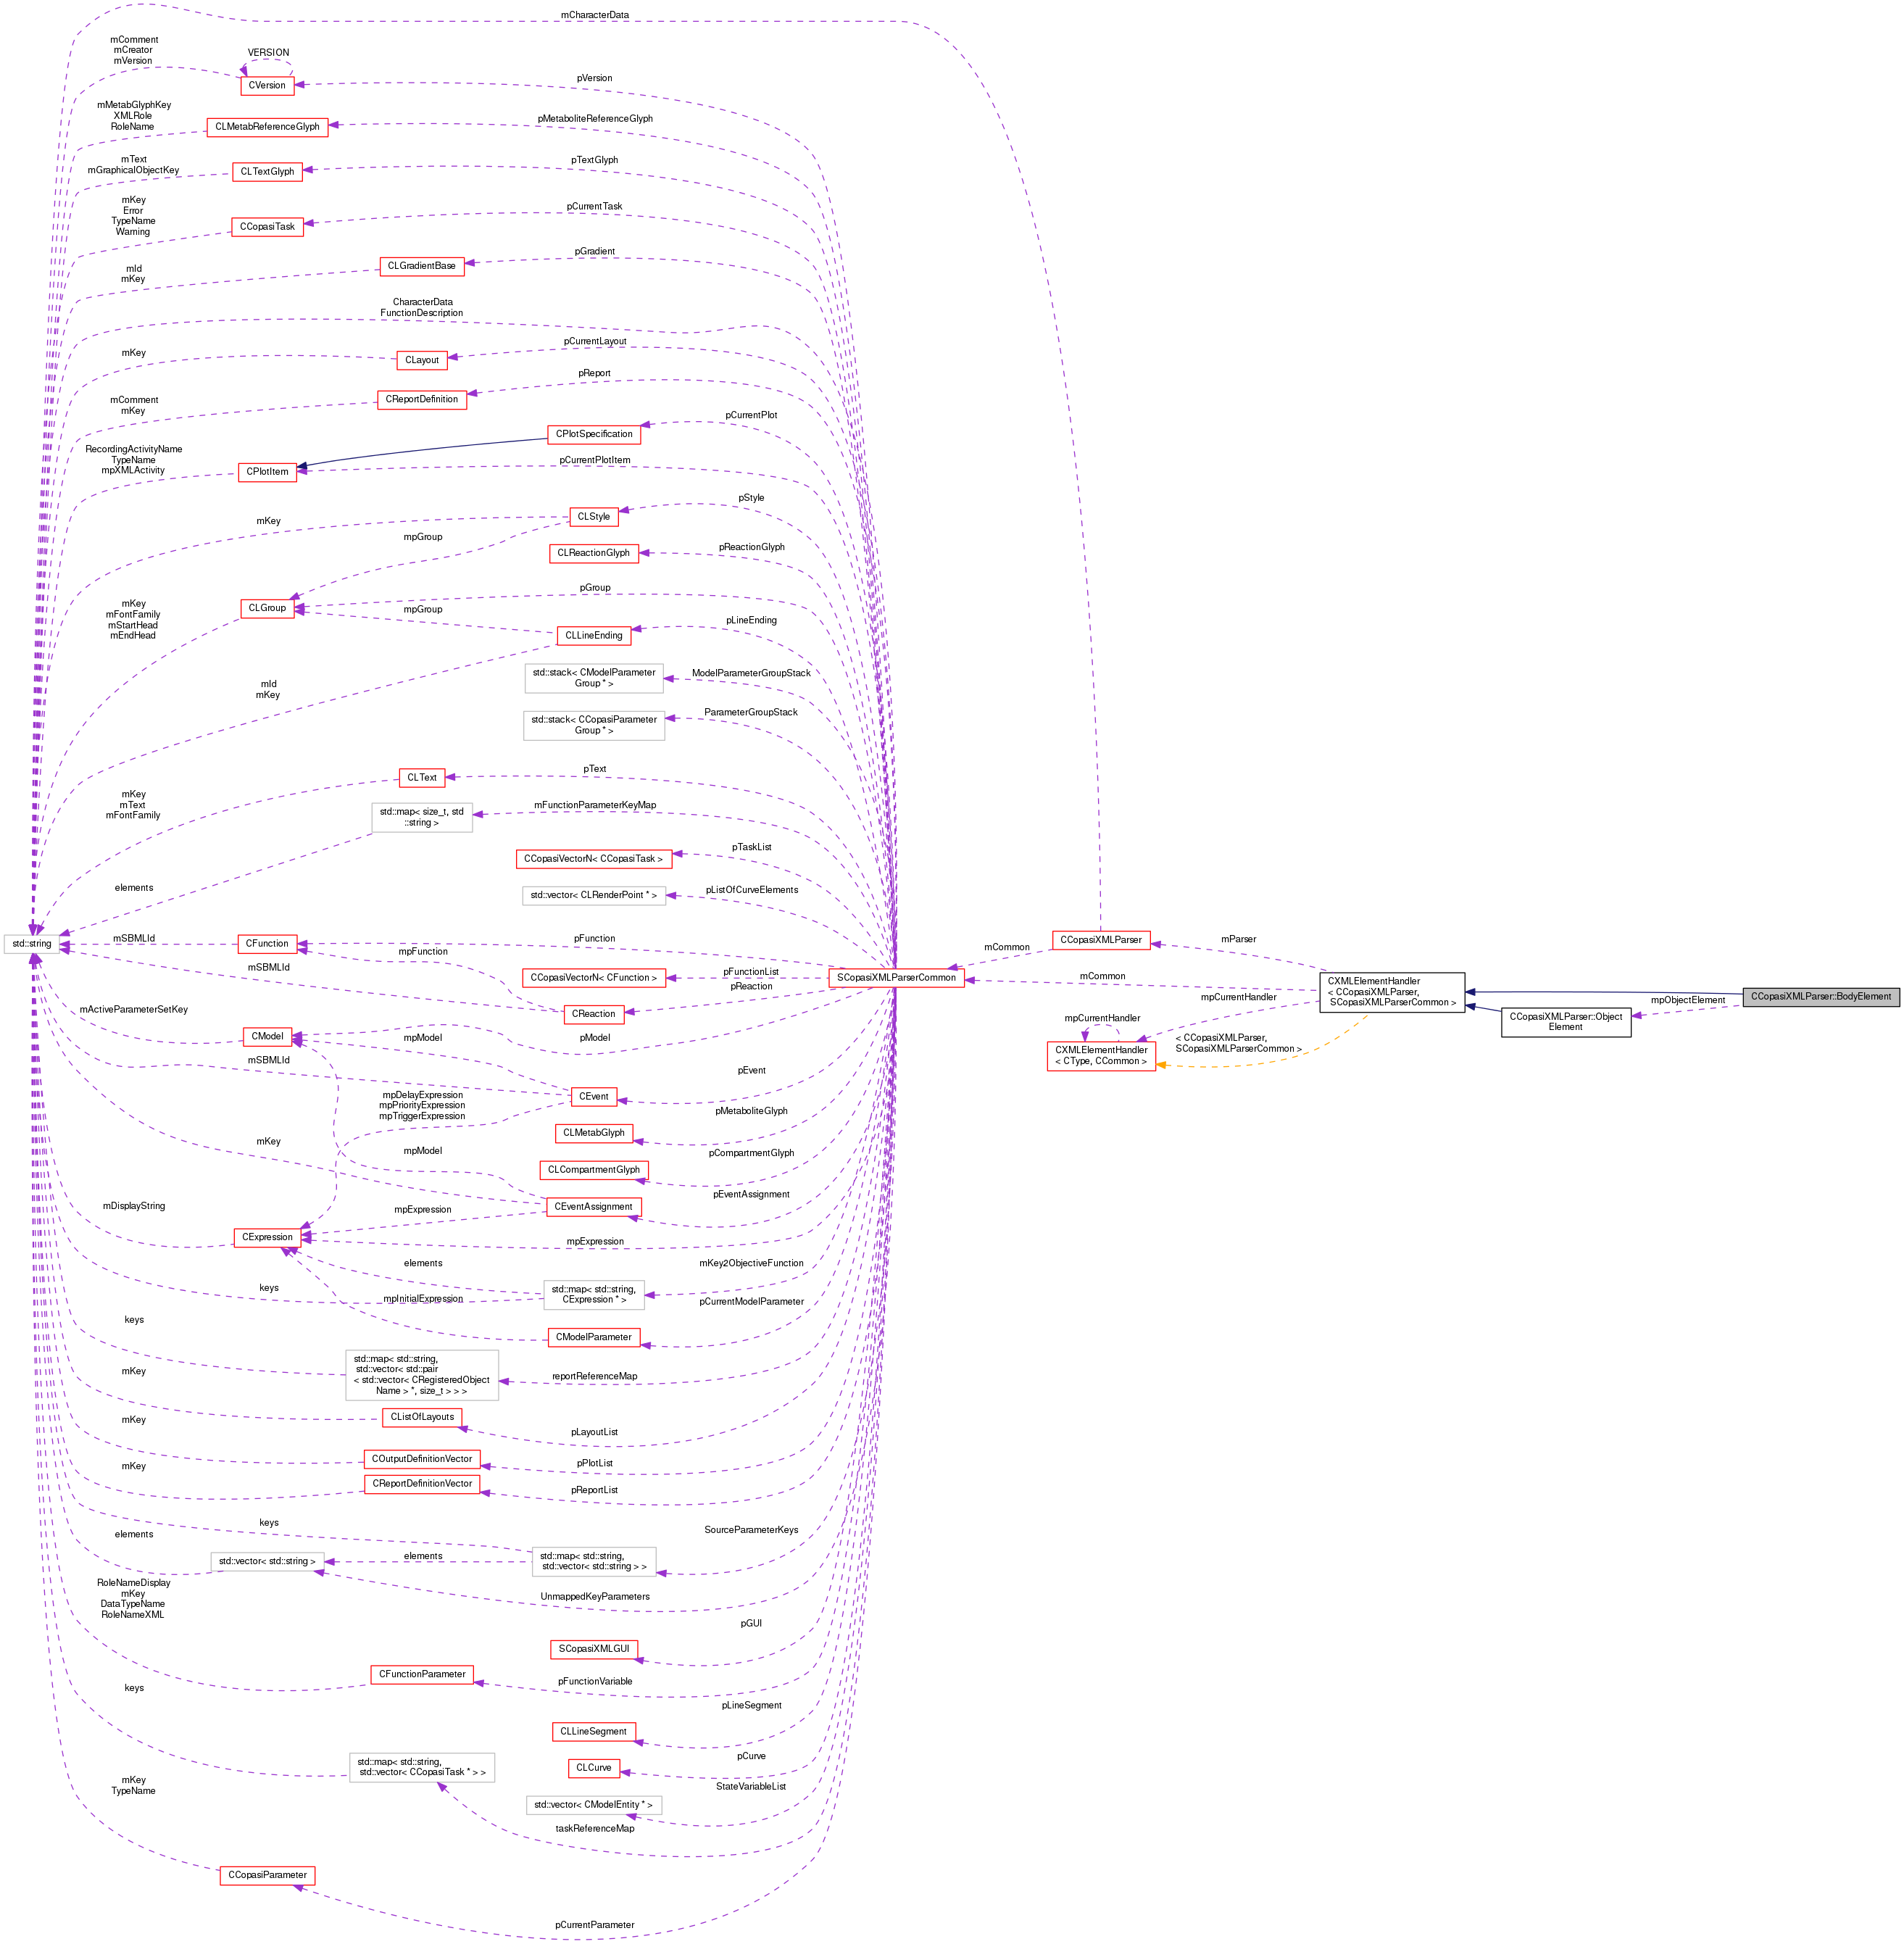 mCharacterData
mComment
mCreator
mVersion
VERSION
CVersion
pVersion
mMetabGlyphKey
XMLRole
RoleName
CLMetabReferenceGlyph
pMetaboliteReferenceGlyph
mText
mGraphicalObjectKey
CLTextGlyph
pTextGlyph
mKey
Error
TypeName
Warning
CCopasiTask
pCurrentTask
mId
mKey
CLGradientBase
pGradient
CharacterData
FunctionDescription
mKey
CLayout
pCurrentLayout
mComment
mKey
CReportDefinition
pReport
RecordingActivityName
TypeName
mpXMLActivity
CPlotItem
CPlotSpecification
pCurrentPlot
pCurrentPlotItem
mKey
CLStyle
pStyle
mpGroup
CLReactionGlyph
pReactionGlyph
mKey
mFontFamily
mStartHead
mEndHead
CLGroup
pGroup
mpGroup
CLLineEnding
pLineEnding
mId
mKey
std::stack< CModelParameter
Group * >
ModelParameterGroupStack
std::stack< CCopasiParameter
Group * >
ParameterGroupStack
mKey
mText
mFontFamily
CLText
pText
std::map< size_t, std
::string >
mFunctionParameterKeyMap
elements
CCopasiVectorN< CCopasiTask >
pTaskList
std::vector< CLRenderPoint * >
pListOfCurveElements
std::string
mSBMLId
CFunction
pFunction
mpFunction
mSBMLId
CCopasiVectorN< CFunction >
pFunctionList
pReaction
CReaction
SCopasiXMLParserCommon
mCommon
CCopasiXMLParser
mParser
mCommon
CXMLElementHandler
< CCopasiXMLParser,
SCopasiXMLParserCommon >
mpObjectElement
CCopasiXMLParser::BodyElement
CCopasiXMLParser::Object
Element
mpCurrentHandler
mpCurrentHandler
CXMLElementHandler
< CType, CCommon >
< CCopasiXMLParser,
SCopasiXMLParserCommon >
mActiveParameterSetKey
CModel
mpModel
pModel
mSBMLId
mpDelayExpression
mpPriorityExpression
mpTriggerExpression
CEvent
pEvent
CLMetabGlyph
pMetaboliteGlyph
mKey
mpModel
CLCompartmentGlyph
pCompartmentGlyph
CEventAssignment
pEventAssignment
mDisplayString
CExpression
mpExpression
mpExpression
elements
keys
std::map< std::string,
CExpression * >
mKey2ObjectiveFunction
mpInitialExpression
CModelParameter
pCurrentModelParameter
keys
std::map< std::string,
std::vector< std::pair
< std::vector< CRegisteredObject
Name > *, size_t > > >
reportReferenceMap
mKey
CListOfLayouts
pLayoutList
mKey
COutputDefinitionVector
pPlotList
mKey
CReportDefinitionVector
pReportList
keys
elements
std::vector< std::string >
elements
std::map< std::string,
std::vector< std::string > >
SourceParameterKeys
UnmappedKeyParameters
RoleNameDisplay
mKey
DataTypeName
RoleNameXML
SCopasiXMLGUI
pGUI
CFunctionParameter
pFunctionVariable
keys
CLLineSegment
pLineSegment
std::map< std::string,
std::vector< CCopasiTask * > >
CLCurve
pCurve
std::vector< CModelEntity * >
StateVariableList
taskReferenceMap
mKey
TypeName
CCopasiParameter
pCurrentParameter